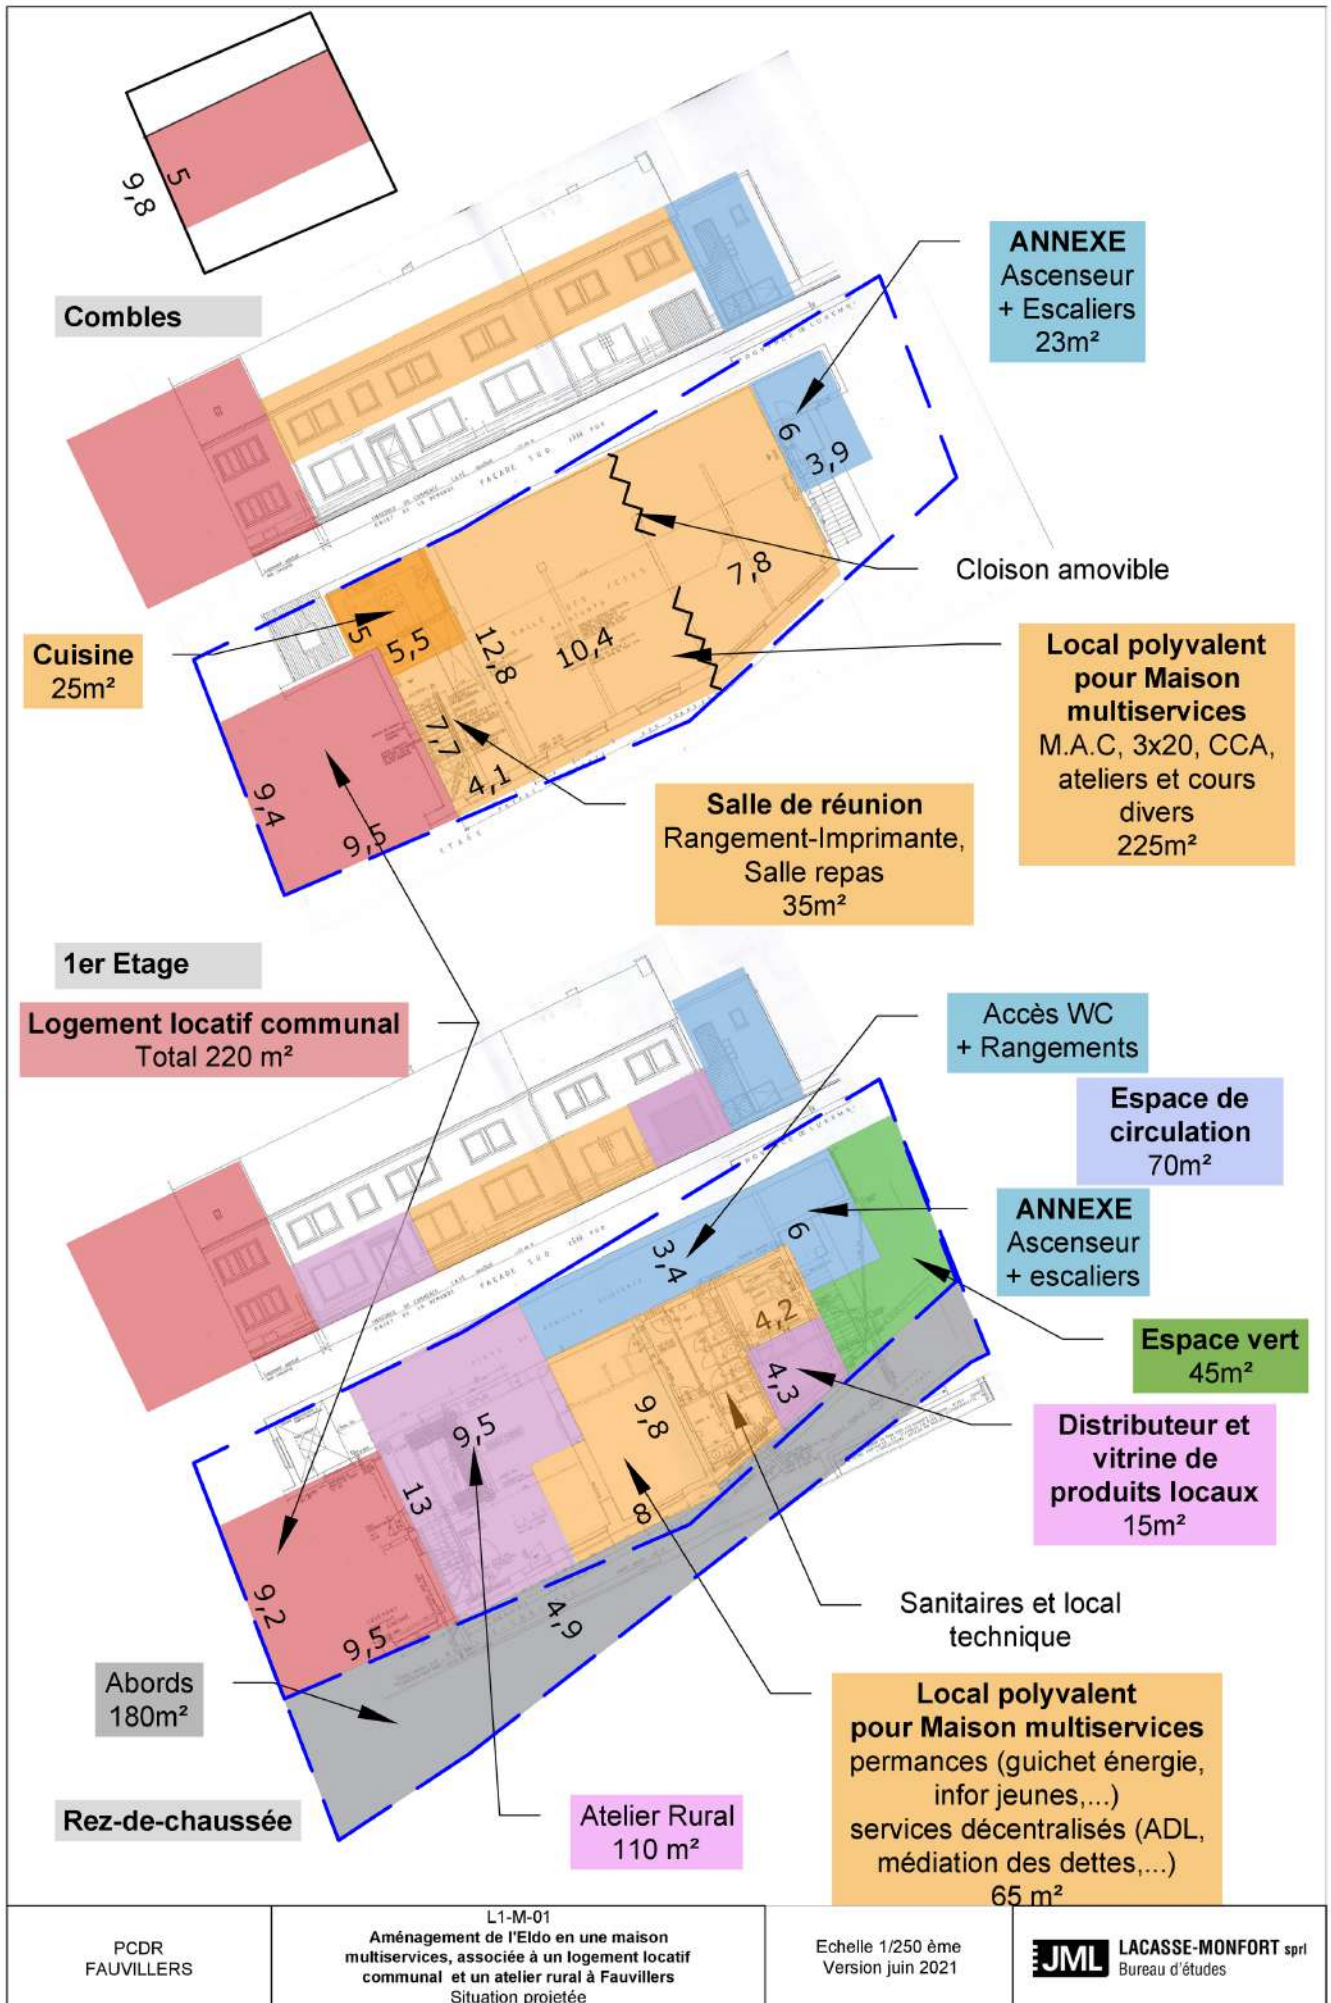 5
9,8
Combles
ANNEXE
Ascenseur
+ Escaliers
23m²
6
3,9
Cloison amovible
7,8
FACADE SUD
Cuisine
25m²
5
5,5
12,8
10,4
7,7
4,1
9,4
9,5
Local polyvalent
pour Maison
multiservices
M.A.C, 3x20, CCA,
ateliers et cours
divers
225m²
Salle de réunion
Rangement-Imprimante,
Salle repas
35m²
1er Etage
Logement locatif communal
Total 220 m²
Accès WC
+ Rangements
Espace de
circulation
70m²
ANNEXE
Ascenseur
+ escaliers
FACADE SUD
3,4
6
4,2
4,3
9,5
9,8
13
8
9,2
9,5
4,9
Espace vert
45m²
Distributeur et
vitrine de
produits locaux
15m²
Sanitaires et local
technique
Abords
180m²
Local polyvalent
pour Maison multiservices
permances (guichet énergie,
infor jeunes,...)
services décentralisés (ADL,
médiation des dettes,...)
65 m²
Rez-de-chaussée
Atelier Rural
110 m²
PCDR
FAUVILLERS
L1-M-01
Aménagement de l'Eldo en une maison
multiservices, associée à un logement locatif
communal et un atelier rural à Fauvillers
Situation projetée
Echelle 1/250 ème
Version juin 2021
JML LACASSE-MONFORT sprl
Bureau d'études